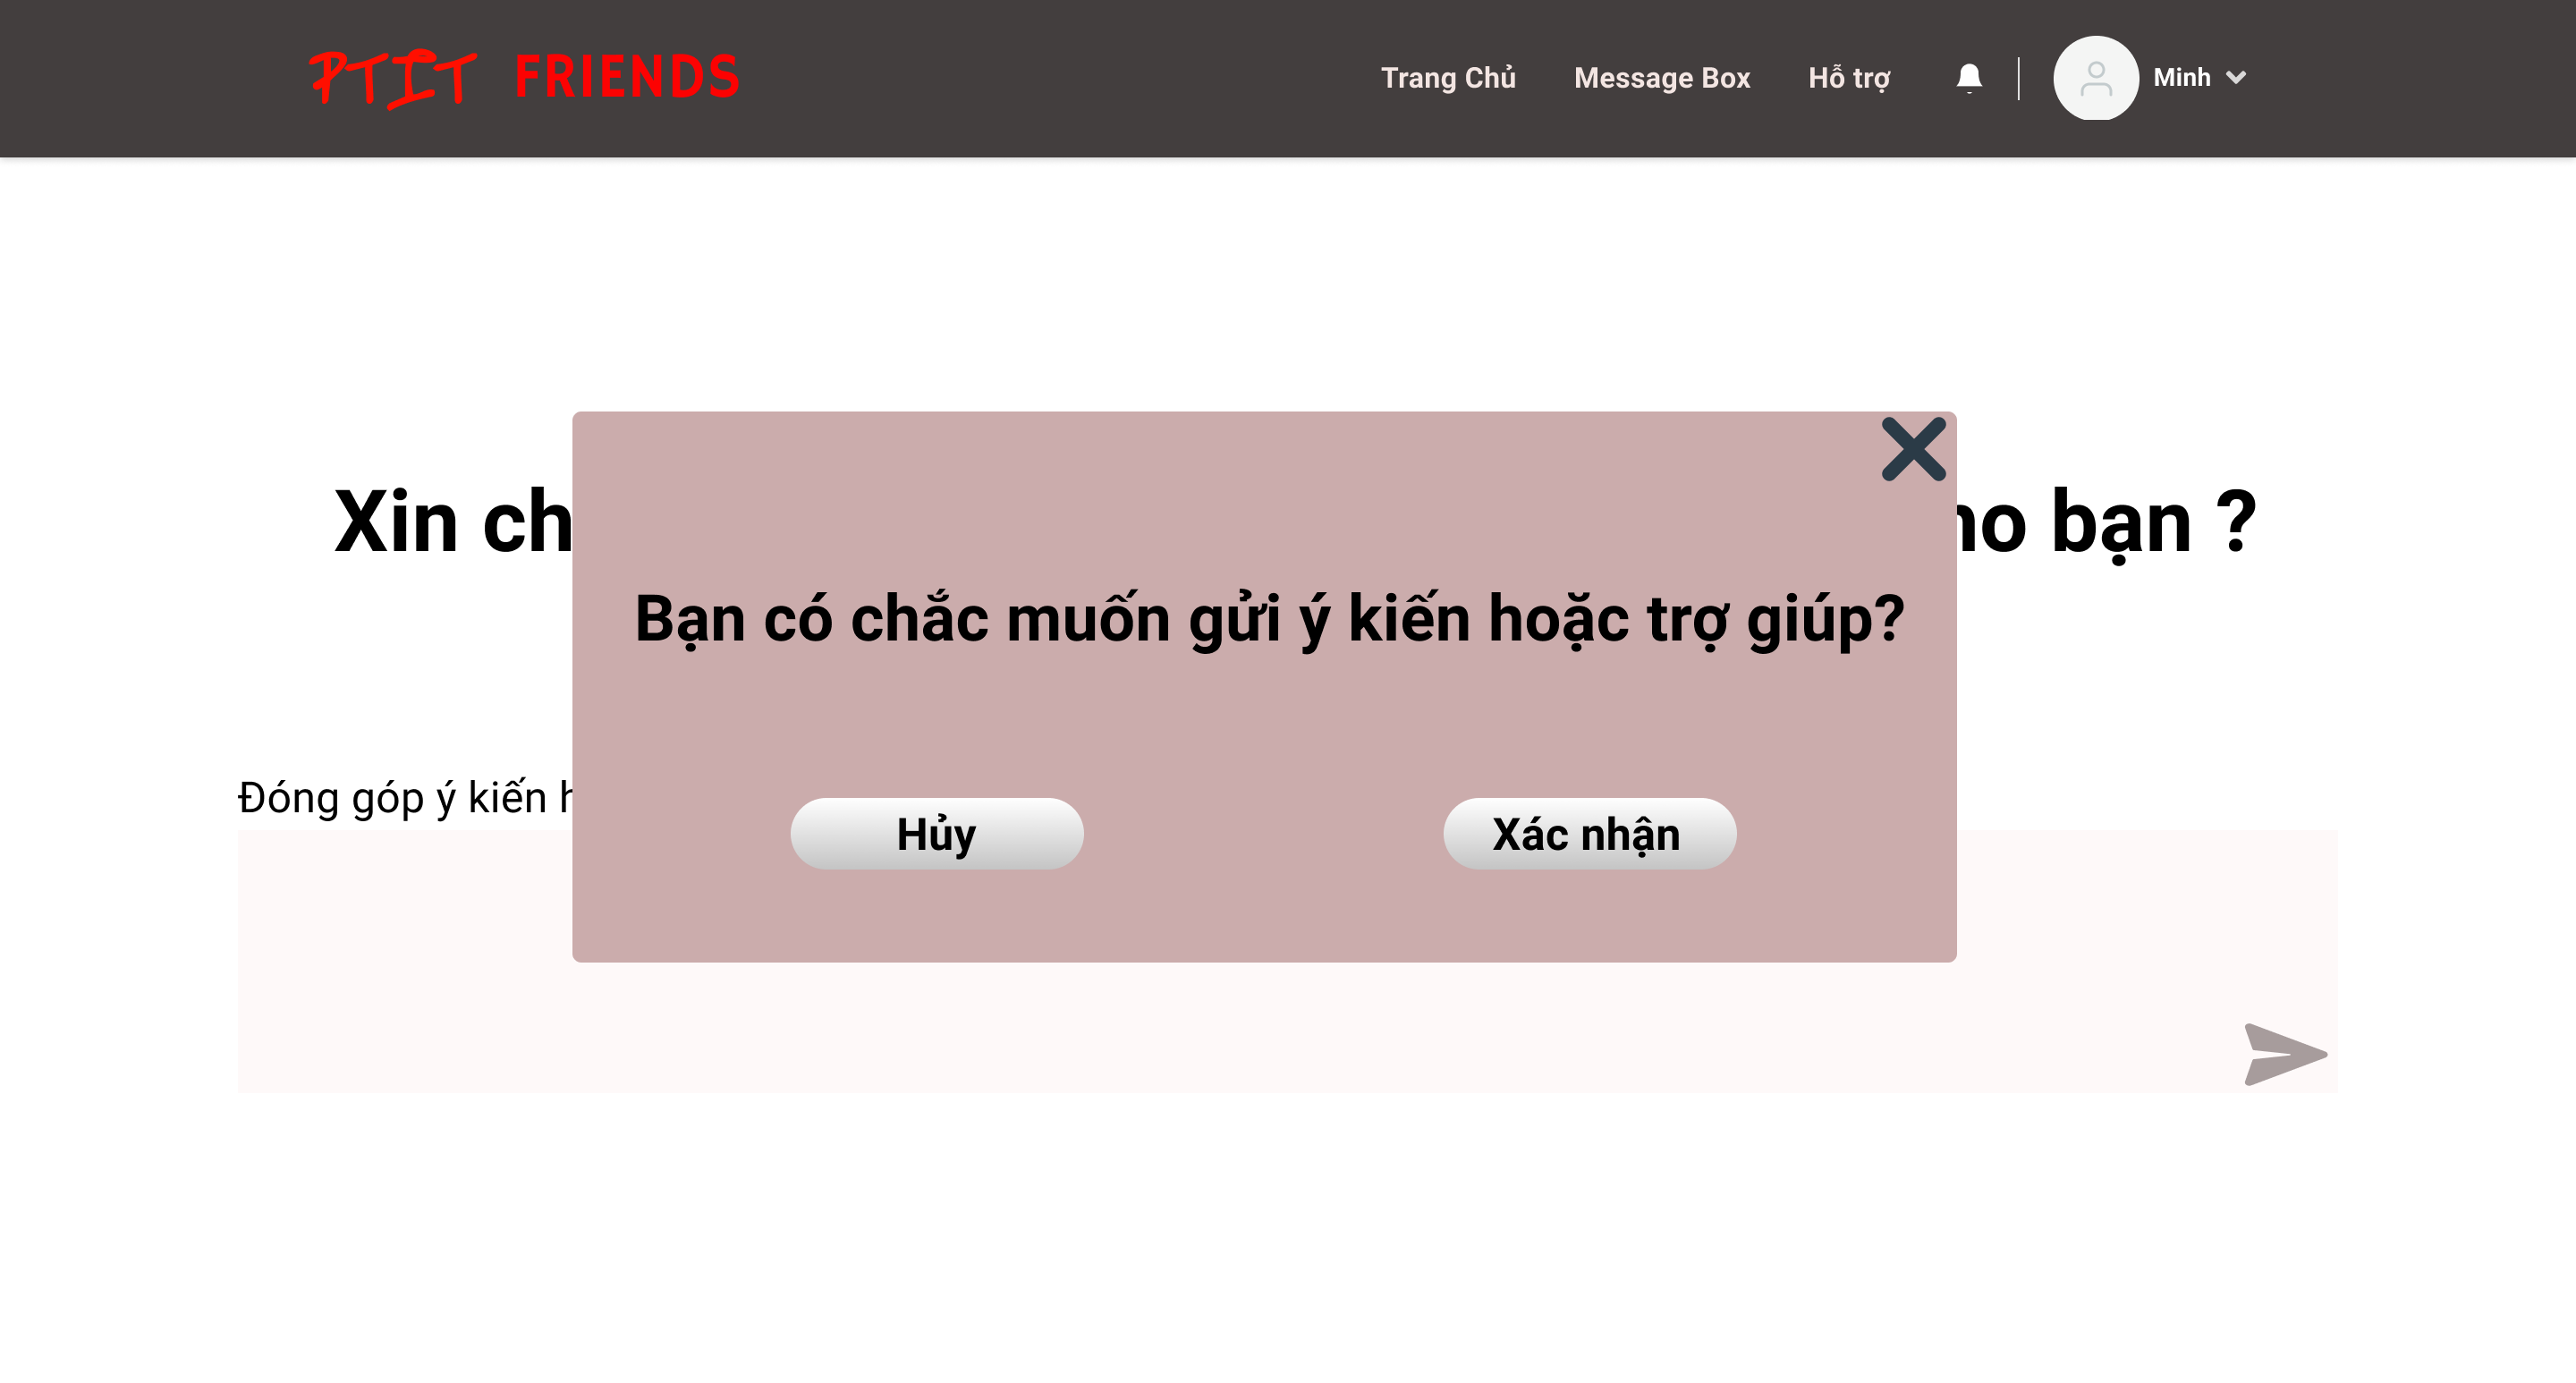 PTIT FRIENDS
Trang Chủ Message Box Hỗ trợ Minh
Xin ch
ho bạn ?
Bạn có chắc muốn gửi ý kiến hoặc trợ giúp?
Đóng góp ý kiến h
Hủy Xác nhận